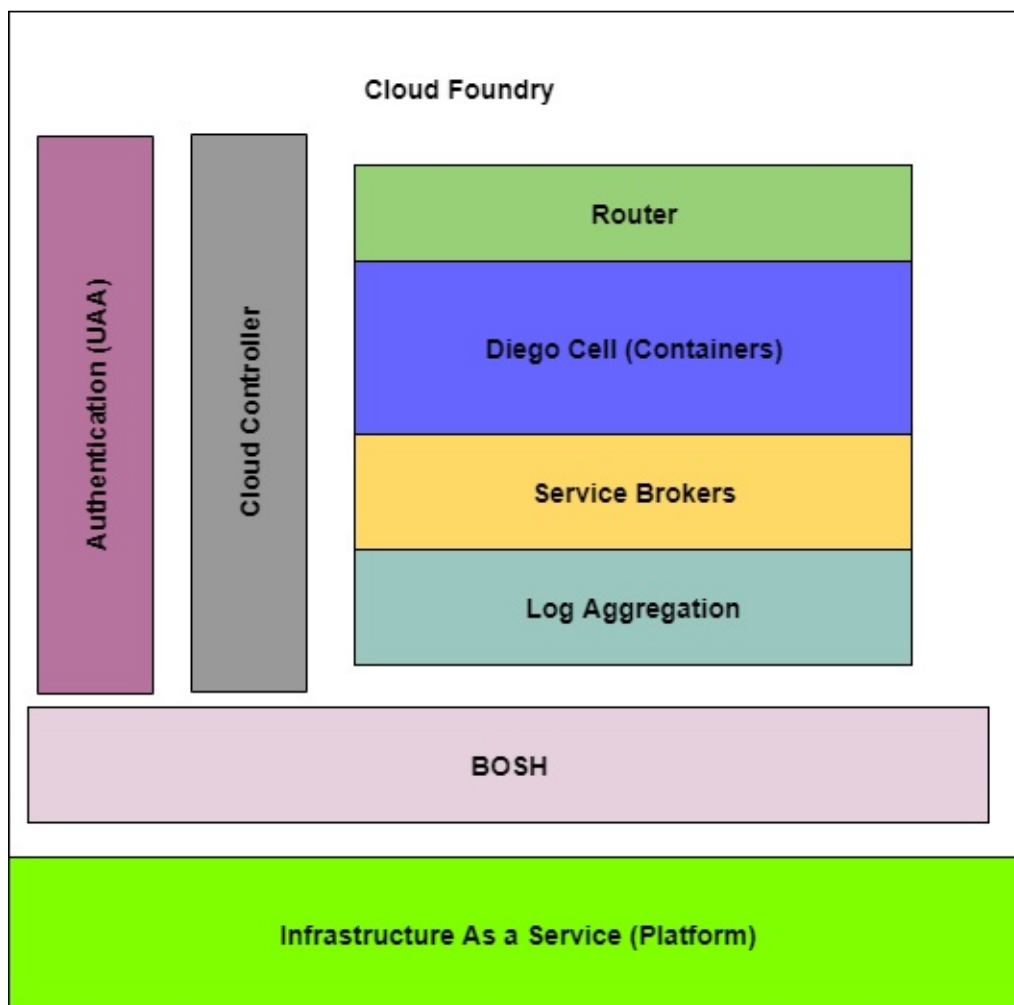 Cloud Foundry
Authentication (UAA)
Cloud Controller
Router
Diego Cell (Containers)
Service Brokers
Log Aggregation
BOSH
Infrastructure As a Service (Platform)